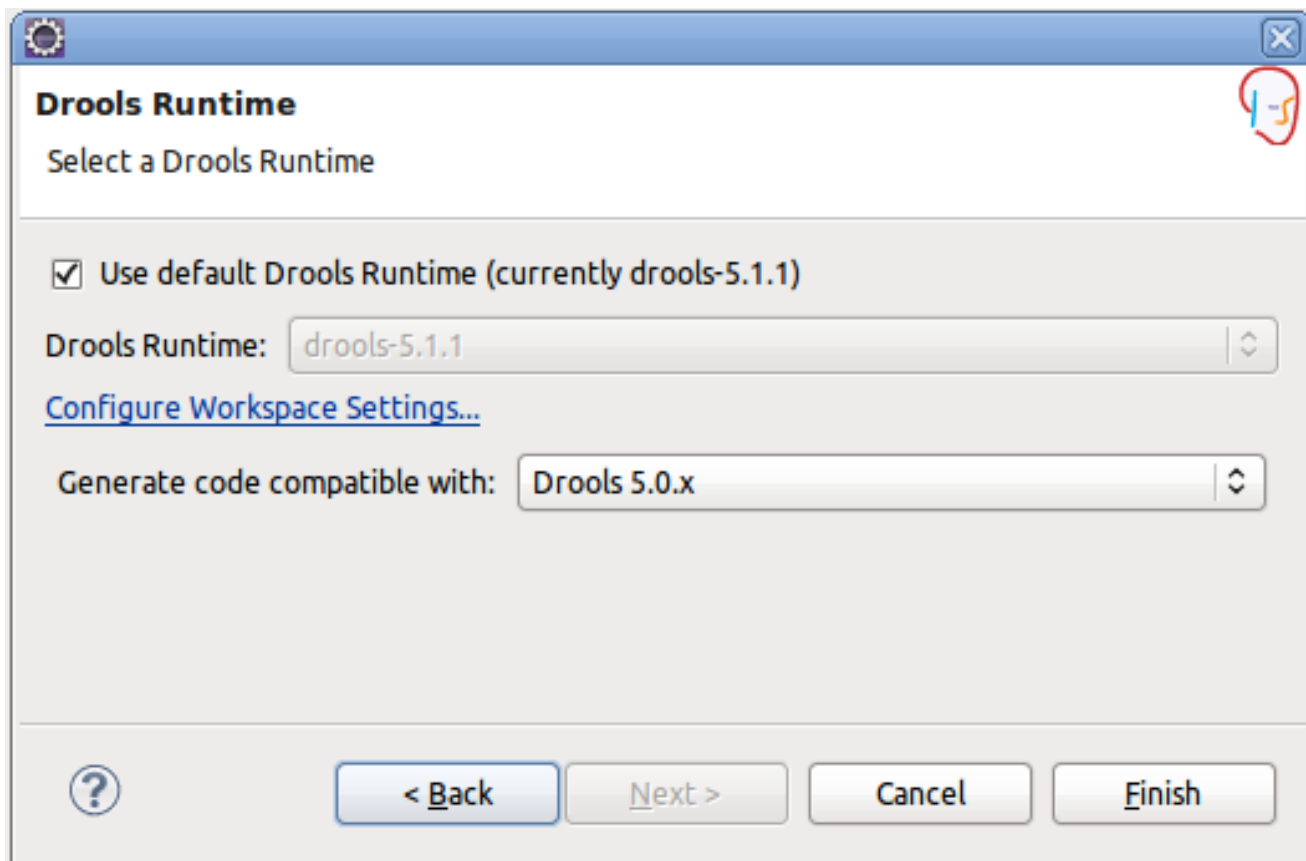 Drools Runtime
Select a Drools Runtime
Use default Drools Runtime (currently drools-5.1.1)
Drools Runtime: drools-5.1.1
Configure Workspace Settings...
Generate code compatible with: Drools 5.0.x
? < Back Next > Cancel Finish